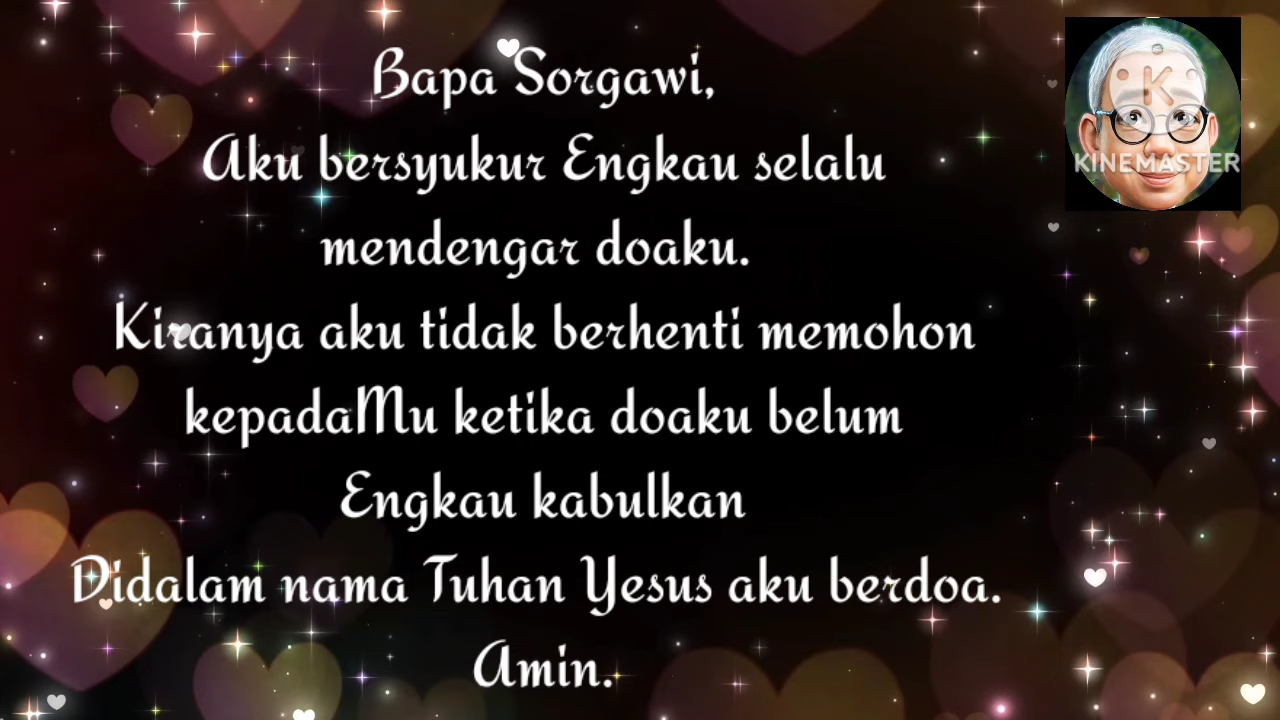 Bapa Sorgawi,
Aku bersyukur Engkau selalu
mendengar doaku.
Kiranya aku tidak berhenti memohon
kepadaMu ketika doaku belum
Engkau kabulkan
Didalam nama Tuhan Yesus aku berdoa.
Amin.
K
KINEMASTER